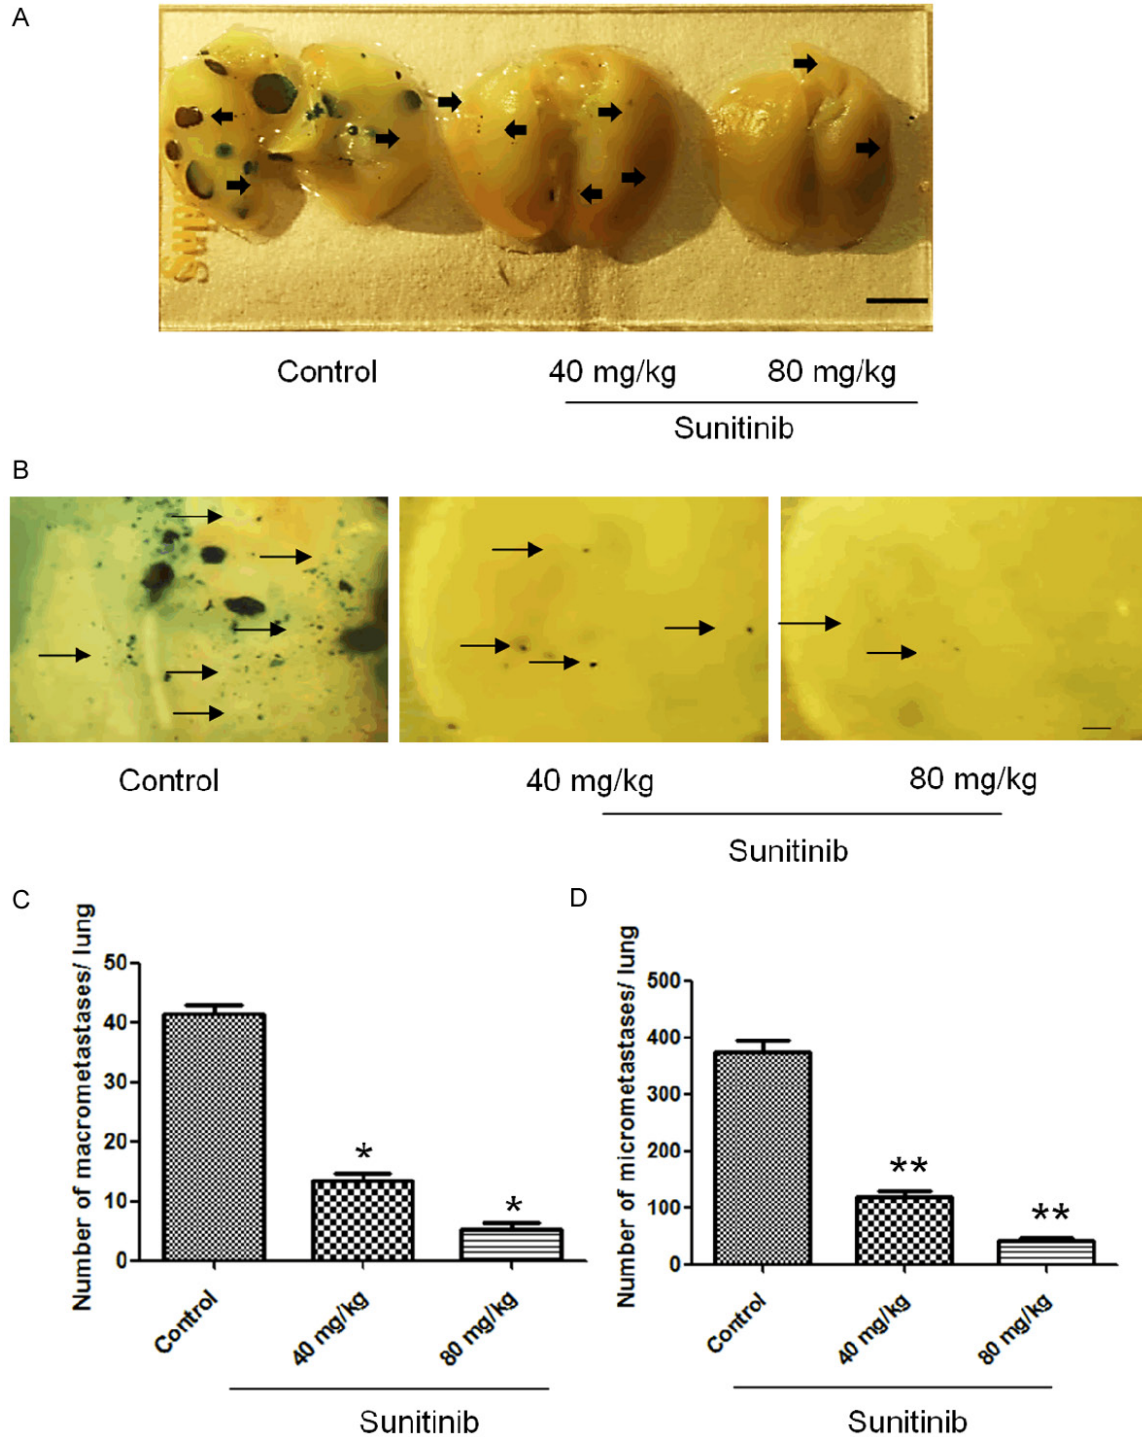 A
Control
40 mg/kg
80 mg/kg
Sunitinib
B
Control
40 mg/kg
80 mg/kg
Sunitinib
C
Number of macrometastases/ lung
50
40
30
20
10
0
*
*
Control
40 mg/kg
80 mg/kg
Sunitinib
D
Number of micrometastases/ lung
500
400
300
200
100
0
**
**
Control
40 mg/kg
80 mg/kg
Sunitinib